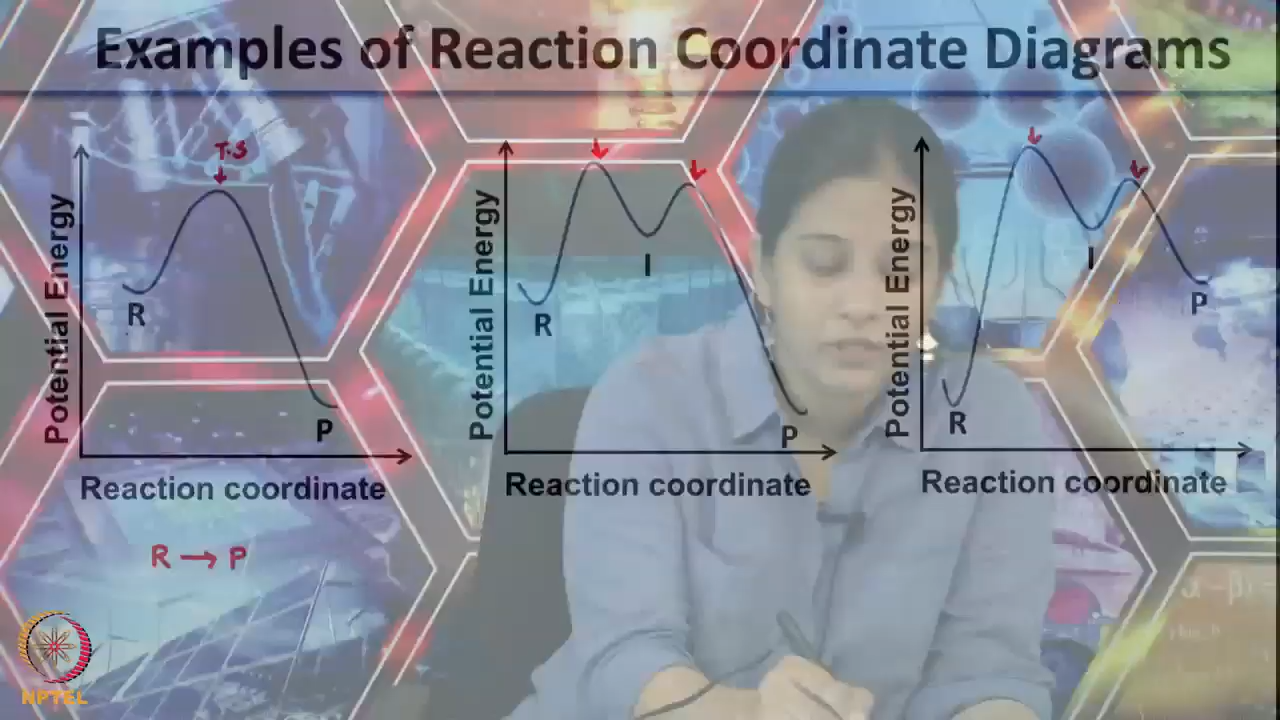 Examples of Reaction Coordinate Diagrams
T.S
Potential Energy
R
P
Reaction coordinate
R → P
Potential Energy
R
I
P
Reaction coordinate
Potential Energy
R
I
P
Reaction coordinate
NPTEL